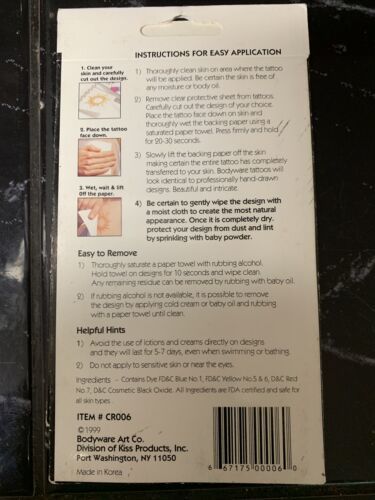 INSTRUCTIONS FOR EASY APPLICATION
1. Clean your
skin and carefully
cut out the design.
2. Place the tattoo
face down.
3. Wet, wait & lift
Off the paper.
1) Thoroughly clean skin on area where the tattoo
will be applied. Be certain the skin is free of
any moisture or body oil.
2) Remove clear protective sheet from tattoos.
Carefully cut out the design of your choice.
Place the tattoo face down on skin and
thoroughly wet the backing paper using a
saturated paper towel. Press firmly and hold
for 20-30 seconds.
3) Slowly lift the backing paper off the skin
making certain the entire tattoo has completely
transferred to your skin. Bodyware tattoos will
look identical to professionally hand-drawn
designs. Beautiful and intricate.
4) Be certain to gently wipe the design with
a moist cloth to create the most natural
appearance. Once it is completely dry,
protect your design from dust and lint
by sprinkling with baby powder.
Easy to Remove
1) Thoroughly saturate a paper towel with rubbing alcohol.
Hold towel on designs for 10 seconds and wipe clean.
Any remaining residue can be removed by rubbing with baby oil.
2) If rubbing alcohol is not available, it is possible to remove
the design by applying cold cream or baby oil and rubbing
with a paper towel until clean.
Helpful Hints
1) Avoid the use of lotions and creams directly on designs
and they will last for 5-7 days, even when swimming or bathing.
2) Do not apply to sensitive skin or near the eyes.
Ingredients - Contains Dye FD&C Blue No.1, FD&C Yellow No.5 & 6, D&C Red
No.7, D&C Cosmetic Black Oxide. All Ingredients are FDA certified and safe for
all skin types.
ITEM # CR006
©1999
Bodyware Art Co.
Division of Kiss Products, Inc.
Port Washington, NY 11050
Made in Korea
6 67175 00006 0